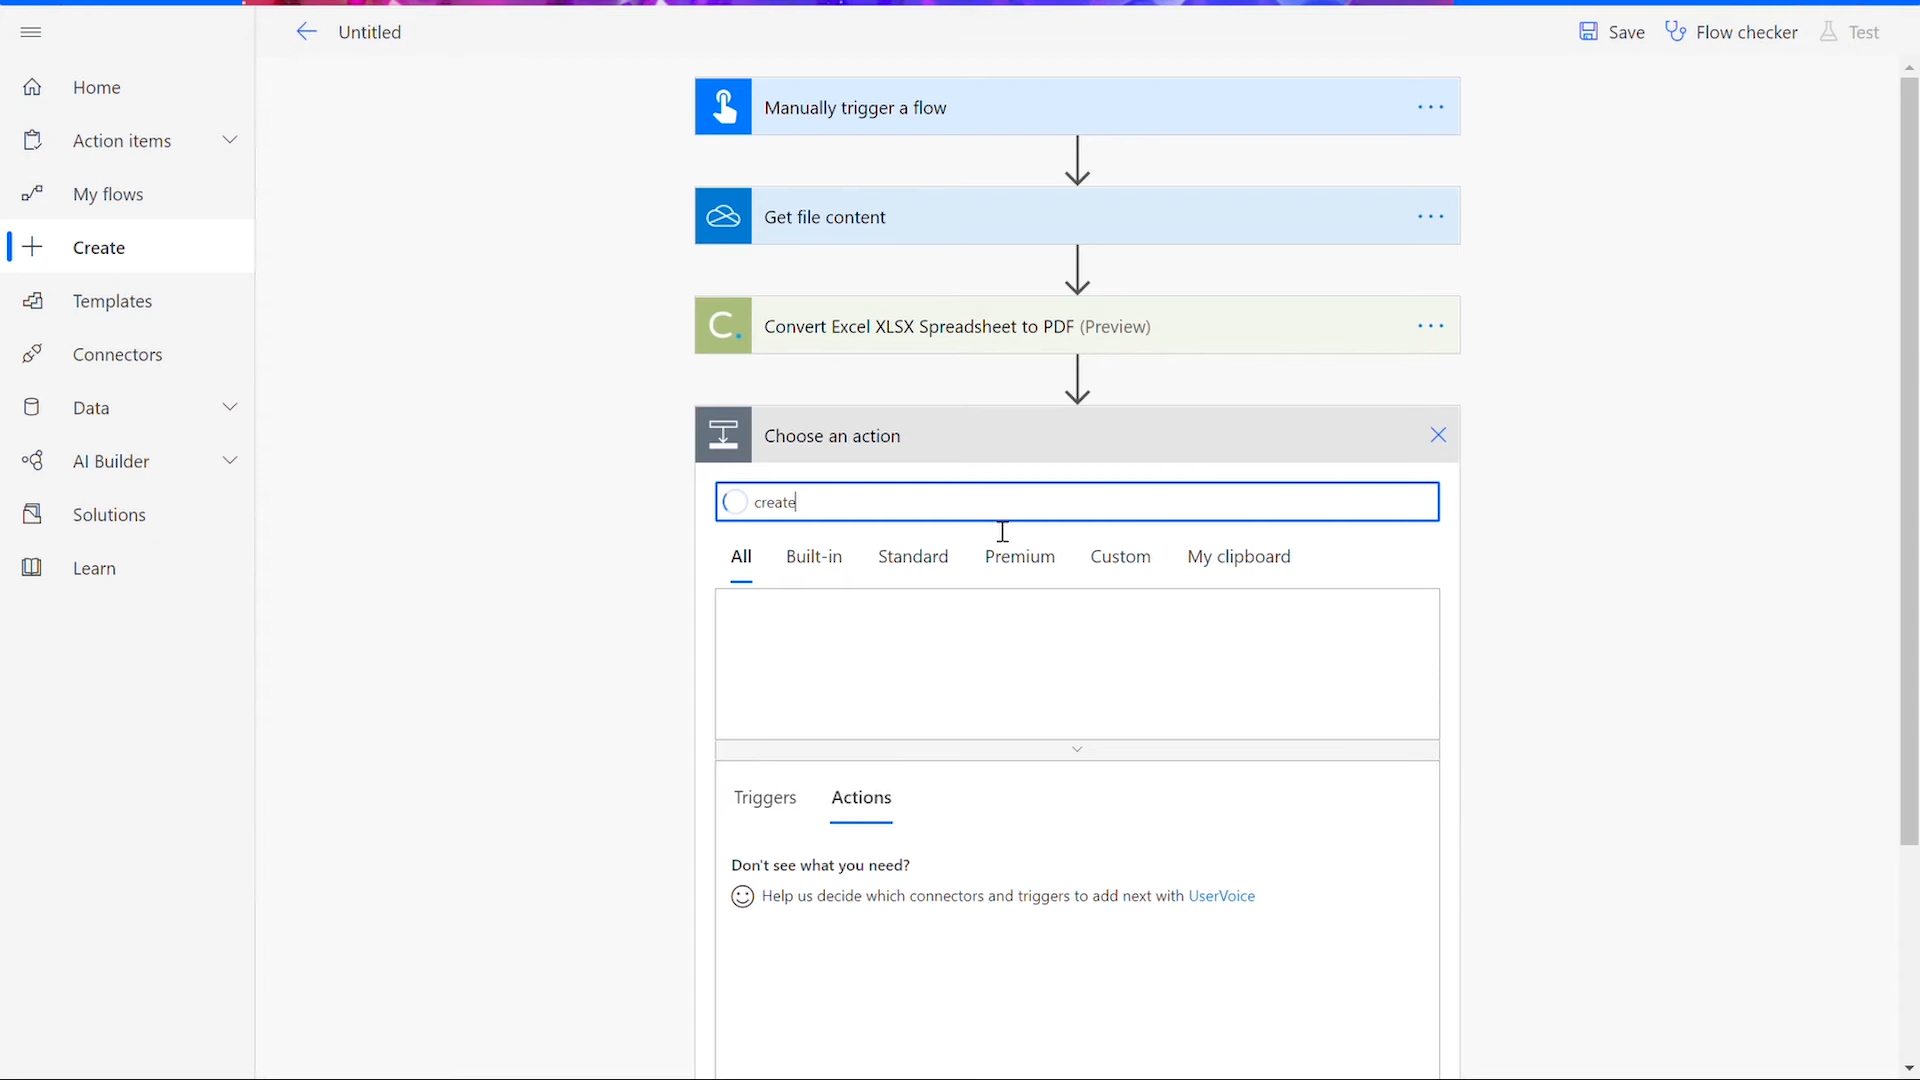 Untitled
Save
Flow checker
Test
Home
Action items
My flows
Create
Templates
Connectors
Data
AI Builder
Solutions
Learn
Manually trigger a flow
Get file content
C.
Convert Excel XLSX Spreadsheet to PDF (Preview)
Choose an action
create
All Built-in Standard Premium Custom My clipboard
Triggers Actions
Don't see what you need?
Help us decide which connectors and triggers to add next with UserVoice